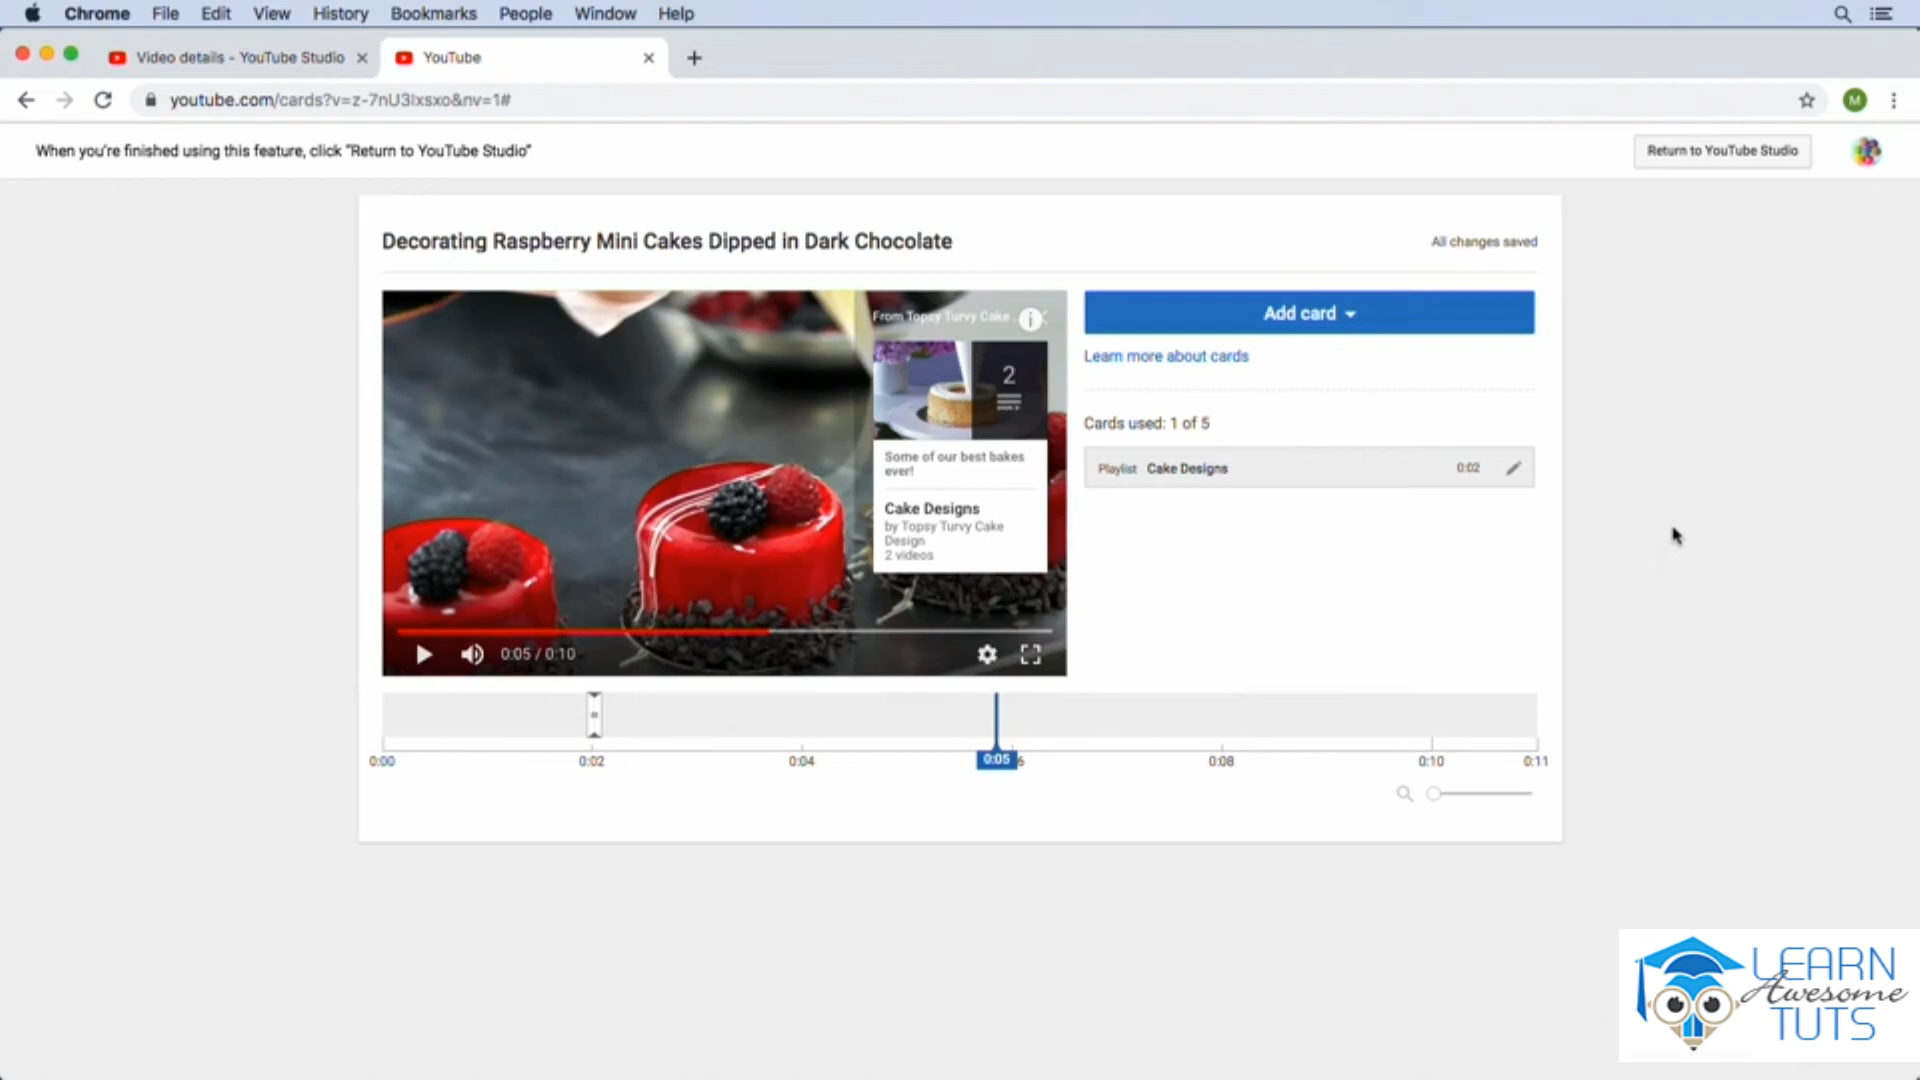 Chrome File Edit View History Bookmarks People Window Help
Video details - YouTube Studio
YouTube
youtube.com/cards?v=z-7nU3lxsxo&nv=1#
M
When you're finished using this feature, click "Return to YouTube Studio"
Return to YouTube Studio
Decorating Raspberry Mini Cakes Dipped in Dark Chocolate
All changes saved
From Topsy Turvy Cake
2
Some of our best bakes
ever!
Cake Designs
by Topsy Turvy Cake
Design
2 videos
0:05 / 0:10
Add card
Learn more about cards
Cards used: 1 of 5
Playlist Cake Designs 0:02
0:00 0:02 0:04 0:05 0:08 0:10 0:11
LEARN
Awesome
TUTS